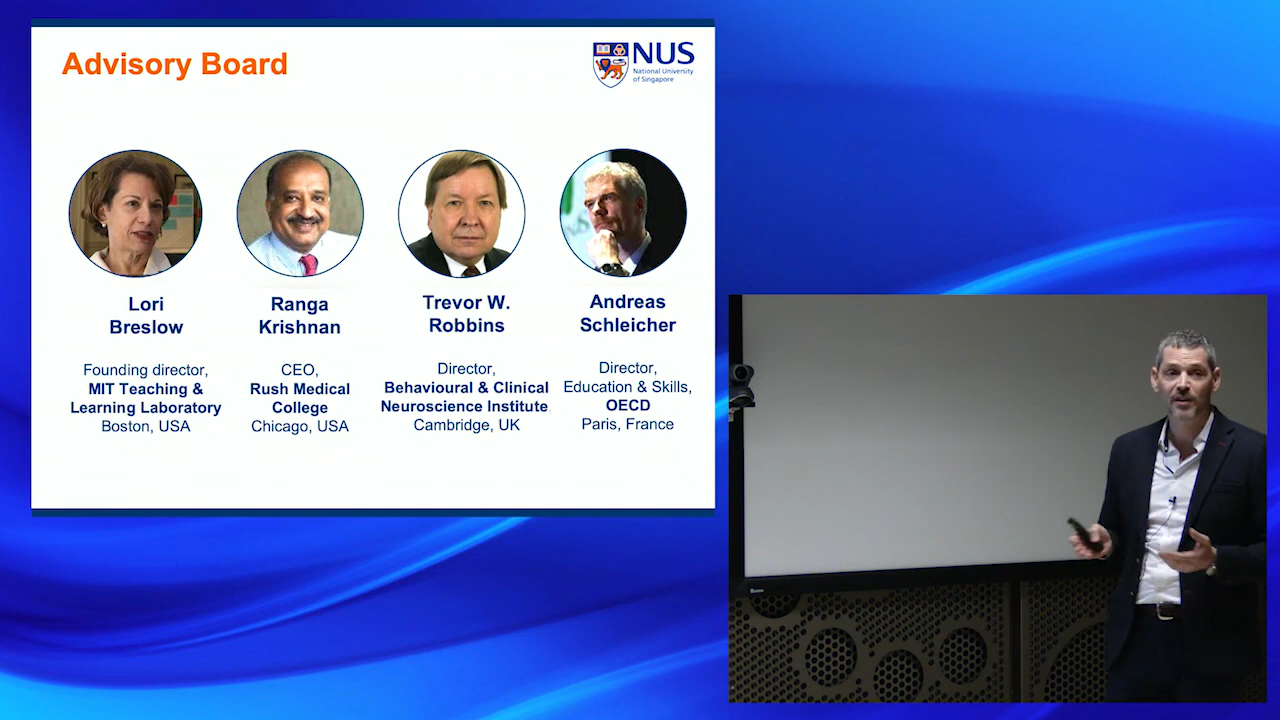 Advisory Board
NUS
National University
of Singapore
Lori
Breslow
Founding director,
MIT Teaching &
Learning Laboratory
Boston, USA
Ranga
Krishnan
CEO,
Rush Medical
College
Chicago, USA
Trevor W.
Robbins
Director,
Behavioural & Clinical
Neuroscience Institute,
Cambridge, UK
Andreas
Schleicher
Director,
Education & Skills,
OECD
Paris, France